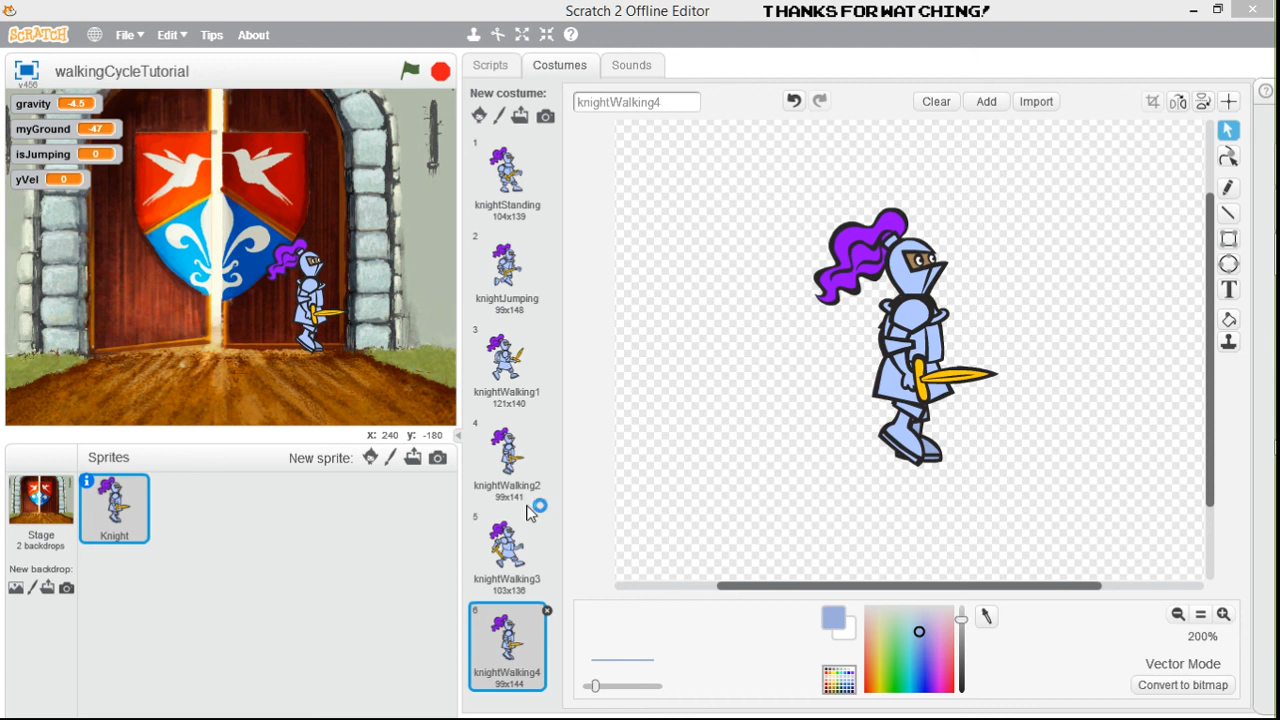 Scratch 2 Offline Editor
THANKS FOR WATCHING!
SCRATCH File Edit Tips About
v456 walkingCycleTutorial
gravity -4.5
myGround -47
isJumping 0
yVel 0
x: 240 y: -180
Sprites New sprite:
Stage
2 backdrops
New backdrop:
Knight
Scripts Costumes Sounds
New costume:
1
knightStanding
104x139
2
knightJumping
99x148
3
knightWalking1
121x140
4
knightWalking2
99x141
5
knightWalking3
103x136
6
knightWalking4
99x144
knightWalking4
Clear Add Import
T
200%
Vector Mode
Convert to bitmap